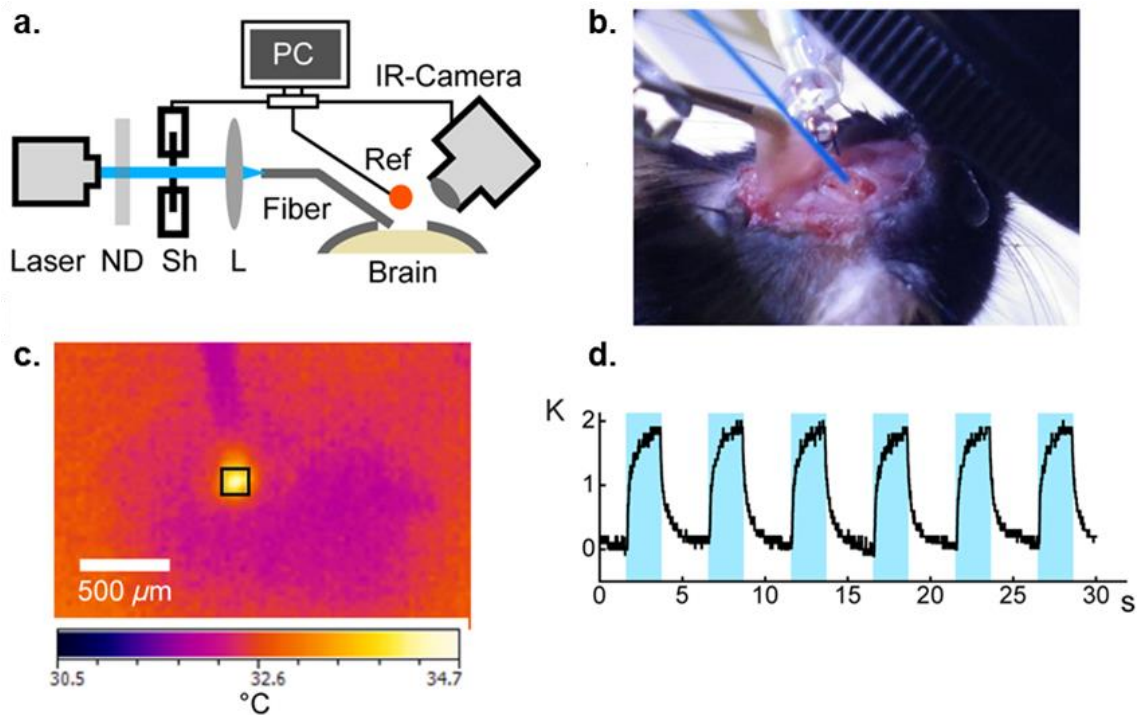 a.
PC
IR-Camera
Ref
Fiber
Laser ND Sh L
Brain
b.
c.
500 µm
30.5 32.6 34.7
°C
d.
K
2
1
0
0 5 10 15 20 25 30 s